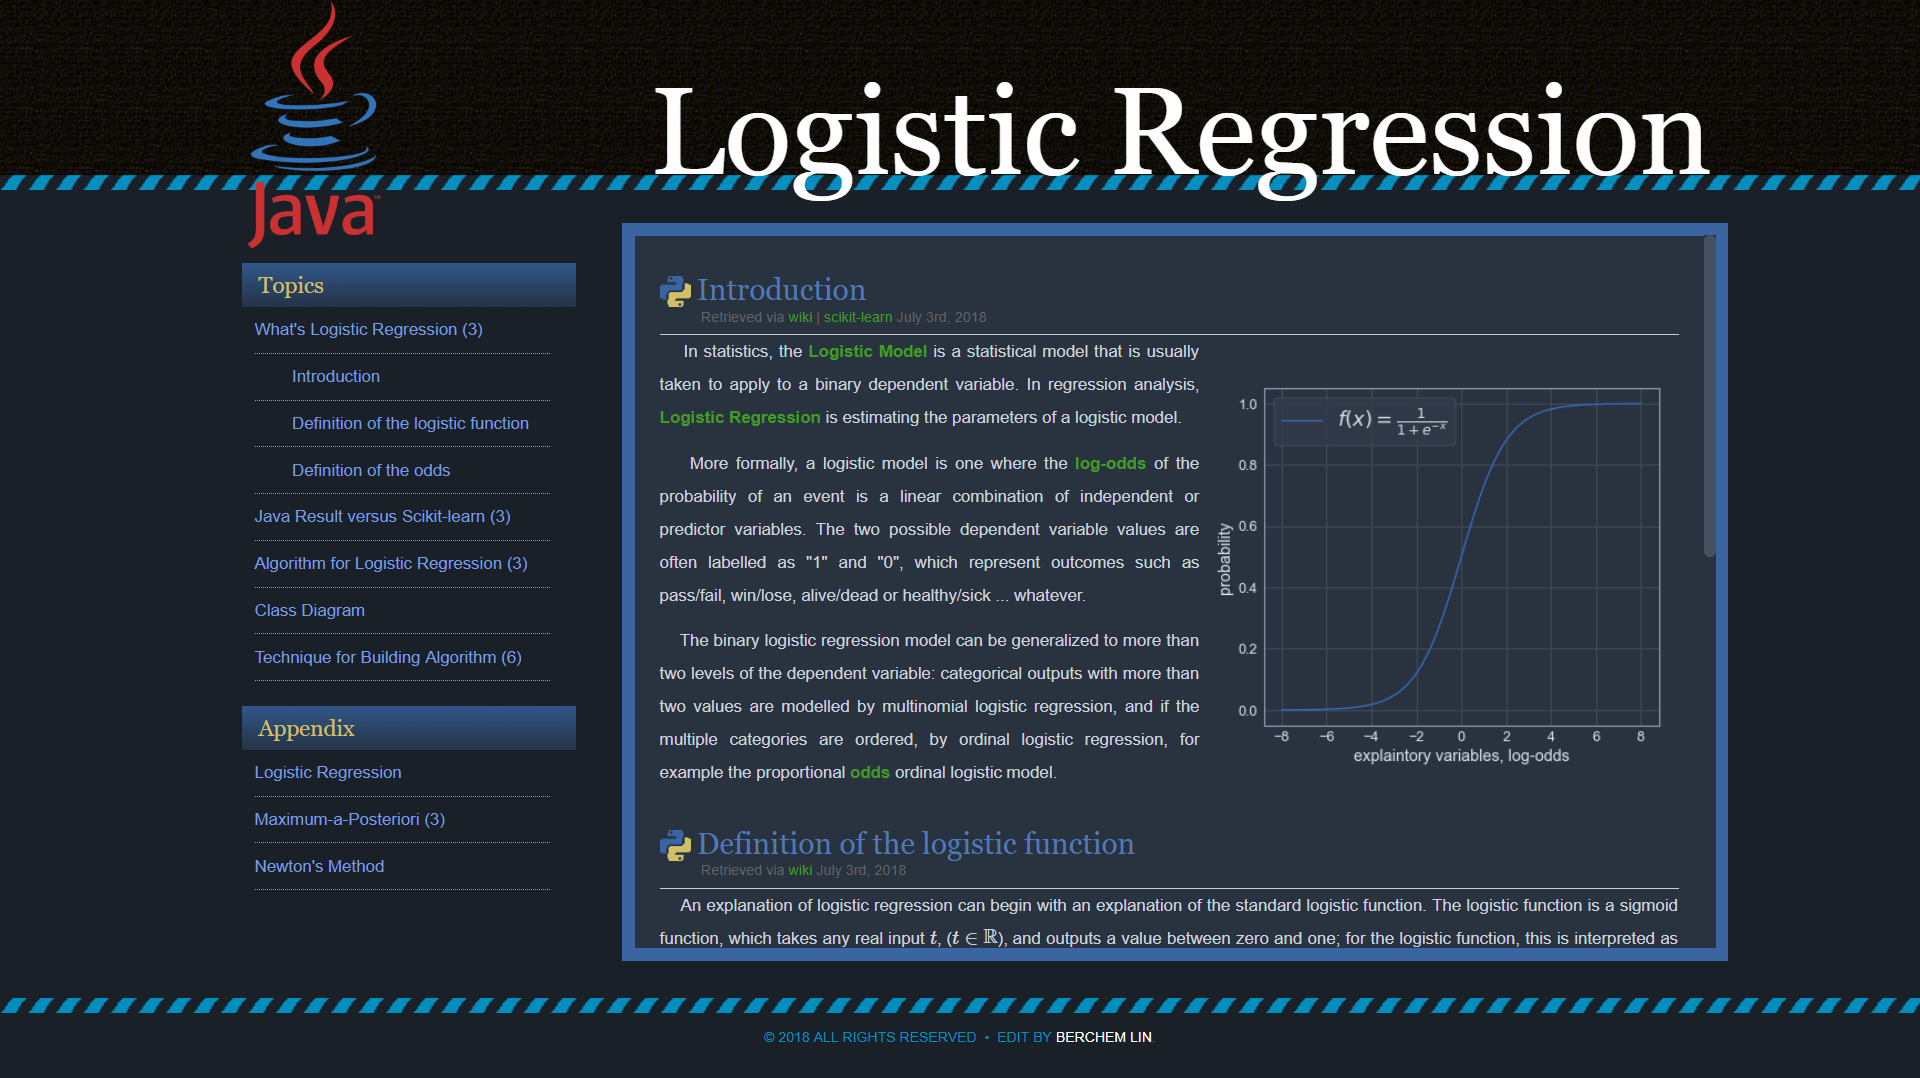 Logistic Regression
Java™
Topics
What's Logistic Regression (3)
Introduction
Definition of the logistic function
Definition of the odds
Java Result versus Scikit-learn (3)
Algorithm for Logistic Regression (3)
Class Diagram
Technique for Building Algorithm (6)
Appendix
Logistic Regression
Maximum-a-Posteriori (3)
Newton's Method
Introduction
Retrieved via wiki | scikit-learn July 3rd, 2018
In statistics, the Logistic Model is a statistical model that is usually
taken to apply to a binary dependent variable. In regression analysis,
Logistic Regression is estimating the parameters of a logistic model.
More formally, a logistic model is one where the log-odds of the
probability of an event is a linear combination of independent or
predictor variables. The two possible dependent variable values are
often labelled as "1" and "0", which represent outcomes such as
pass/fail, win/lose, alive/dead or healthy/sick ... whatever.
The binary logistic regression model can be generalized to more than
two levels of the dependent variable: categorical outputs with more than
two values are modelled by multinomial logistic regression, and if the
multiple categories are ordered, by ordinal logistic regression, for
example the proportional odds ordinal logistic model.
f(x) = 1 / (1 + e^−x)
probability
1.0
0.8
0.6
0.4
0.2
0.0
−8 −6 −4 −2 0 2 4 6 8
explaintory variables, log-odds
Definition of the logistic function
Retrieved via wiki July 3rd, 2018
An explanation of logistic regression can begin with an explanation of the standard logistic function. The logistic function is a sigmoid
function, which takes any real input t, (t ∈ ℝ), and outputs a value between zero and one; for the logistic function, this is interpreted as
© 2018 ALL RIGHTS RESERVED • EDIT BY BERCHEM LIN.